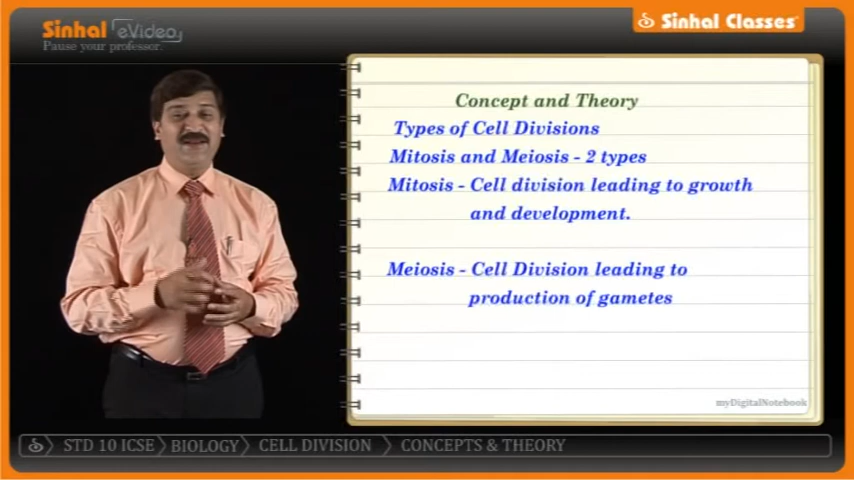 Sinhal eVideo
Pause your professor.
Sinhal Classes
Concept and Theory
Types of Cell Divisions
Mitosis and Meiosis - 2 types
Mitosis - Cell division leading to growth
and development.
Meiosis - Cell Division leading to
production of gametes
myDigitalNotebook
STD 10 ICSE BIOLOGY CELL DIVISION CONCEPTS & THEORY